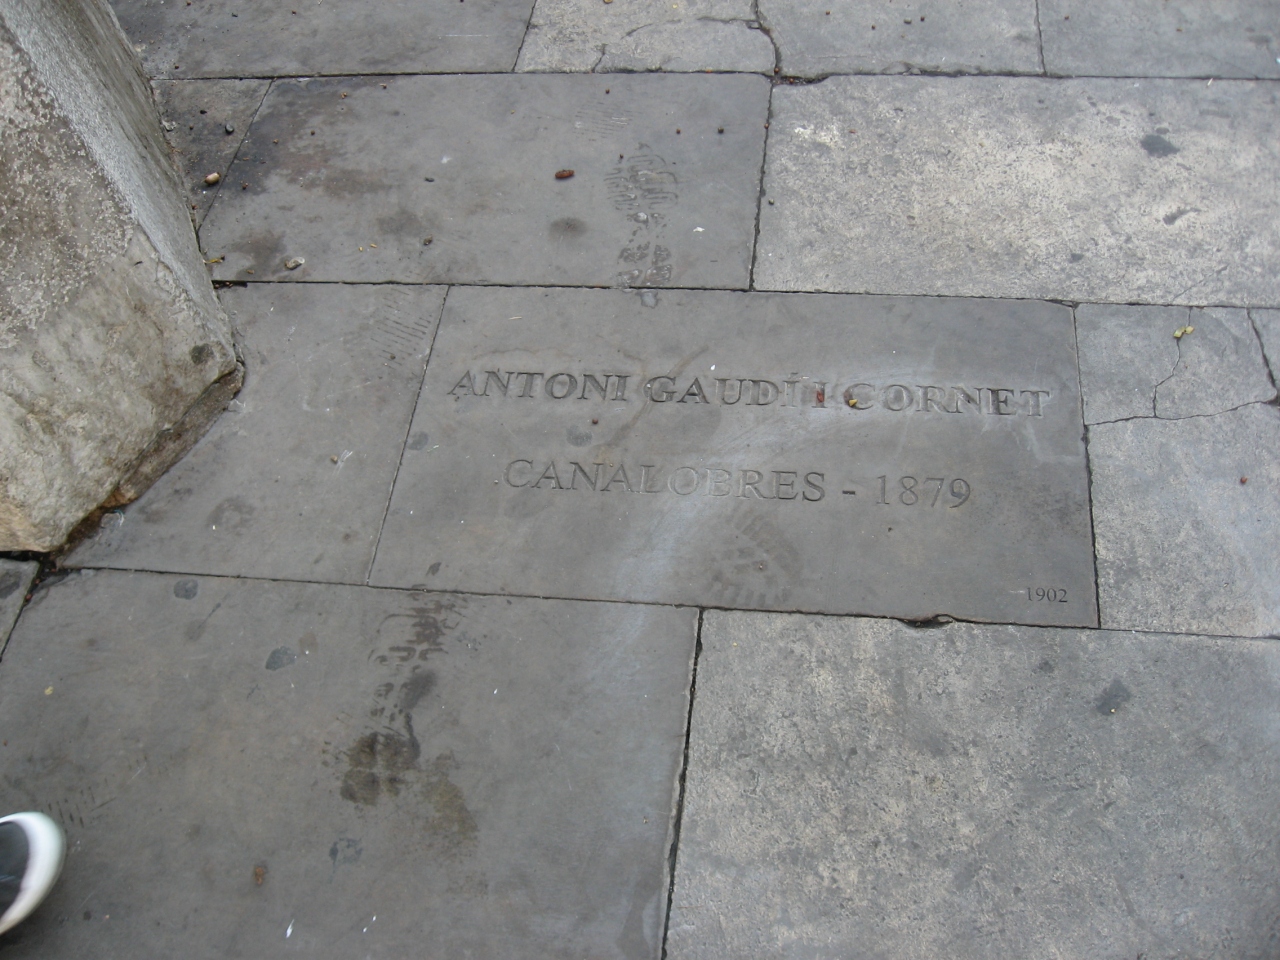 ANTONI GAUDÍ I CORNET
CANALOBRES - 1879
1902